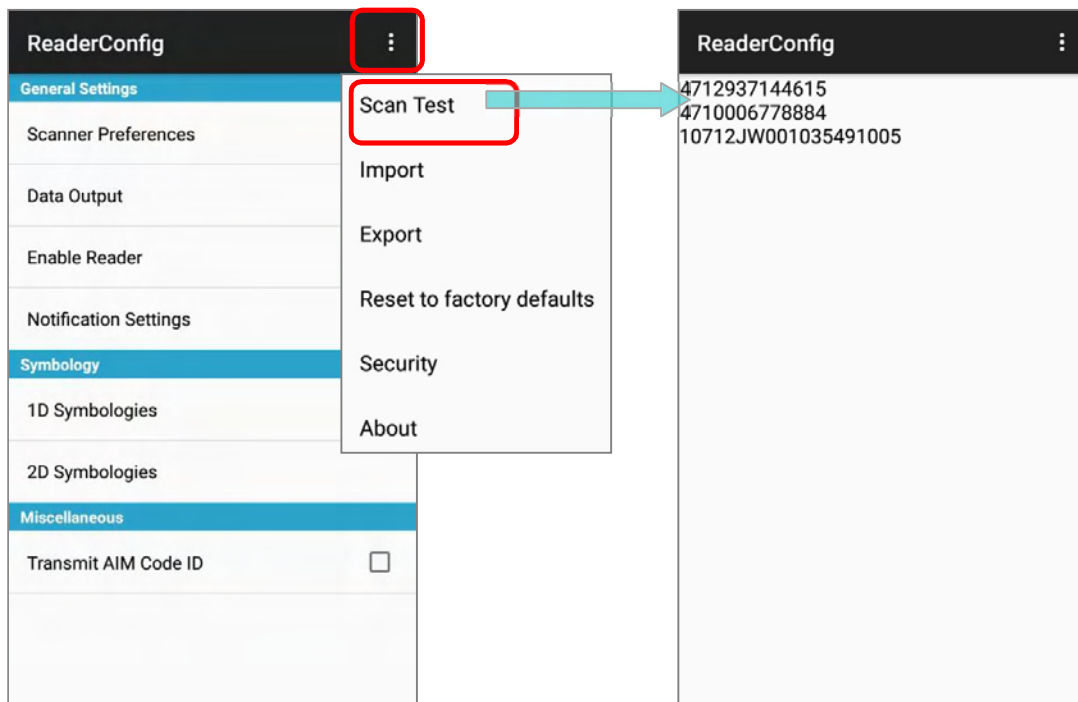 ReaderConfig
General Settings
Scanner Preferences
Data Output
Enable Reader
Notification Settings
Symbology
1D Symbologies
2D Symbologies
Miscellaneous
Transmit AIM Code ID
Scan Test
Import
Export
Reset to factory defaults
Security
About
ReaderConfig
4712937144615
4710006778884
10712JW001035491005